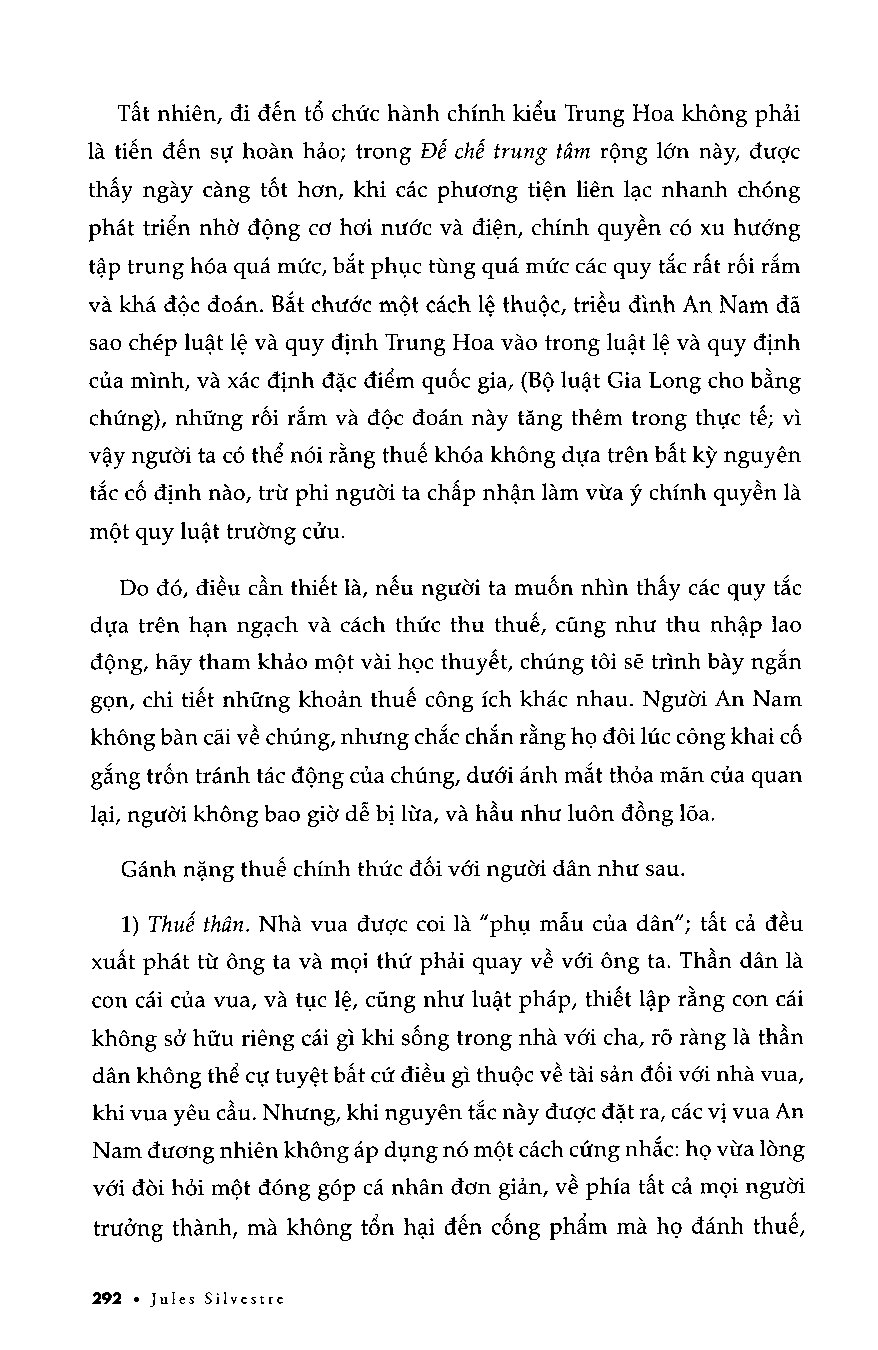 Tất nhiên, đi đến tổ chức hành chính kiểu Trung Hoa không phải
là tiến đến sự hoàn hảo; trong Đế chế trung tâm rộng lớn này, được
thấy ngày càng tốt hơn, khi các phương tiện liên lạc nhanh chóng
phát triển nhờ động cơ hơi nước và điện, chính quyền có xu hướng
tập trung hóa quá mức, bắt phục tùng quá mức các quy tắc rất rối rắm
và khá độc đoán. Bắt chước một cách lệ thuộc, triều đình An Nam đã
sao chép luật lệ và quy định Trung Hoa vào trong luật lệ và quy định
của mình, và xác định đặc điểm quốc gia, (Bộ luật Gia Long cho bằng
chứng), những rối rắm và độc đoán này tăng thêm trong thực tế; vì
vậy người ta có thể nói rằng thuế khóa không dựa trên bất kỳ nguyên
tắc cố định nào, trừ phi người ta chấp nhận làm vừa ý chính quyền là
một quy luật trường cửu.
Do đó, điều cần thiết là, nếu người ta muốn nhìn thấy các quy tắc
dựa trên hạn ngạch và cách thức thu thuế, cũng như thu nhập lao
động, hãy tham khảo một vài học thuyết, chúng tôi sẽ trình bày ngắn
gọn, chi tiết những khoản thuế công ích khác nhau. Người An Nam
không bàn cãi về chúng, nhưng chắc chắn rằng họ đôi lúc công khai cố
gắng trốn tránh tác động của chúng, dưới ánh mắt thỏa mãn của quan
lại, người không bao giờ dễ bị lừa, và hầu như luôn đồng lõa.
Gánh nặng thuế chính thức đối với người dân như sau.
1) Thuế thân. Nhà vua được coi là "phụ mẫu của dân"; tất cả đều
xuất phát từ ông ta và mọi thứ phải quay về với ông ta. Thần dân là
con cái của vua, và tục lệ, cũng như luật pháp, thiết lập rằng con cái
không sở hữu riêng cái gì khi sống trong nhà với cha, rõ ràng là thần
dân không thể cự tuyệt bất cứ điều gì thuộc về tài sản đối với nhà vua,
khi vua yêu cầu. Nhưng, khi nguyên tắc này được đặt ra, các vị vua An
Nam đương nhiên không áp dụng nó một cách cứng nhắc: họ vừa lòng
với đòi hỏi một đóng góp cá nhân đơn giản, về phía tất cả mọi người
trưởng thành, mà không tổn hại đến cống phẩm mà họ đánh thuế,
292 • Jules Silvestre